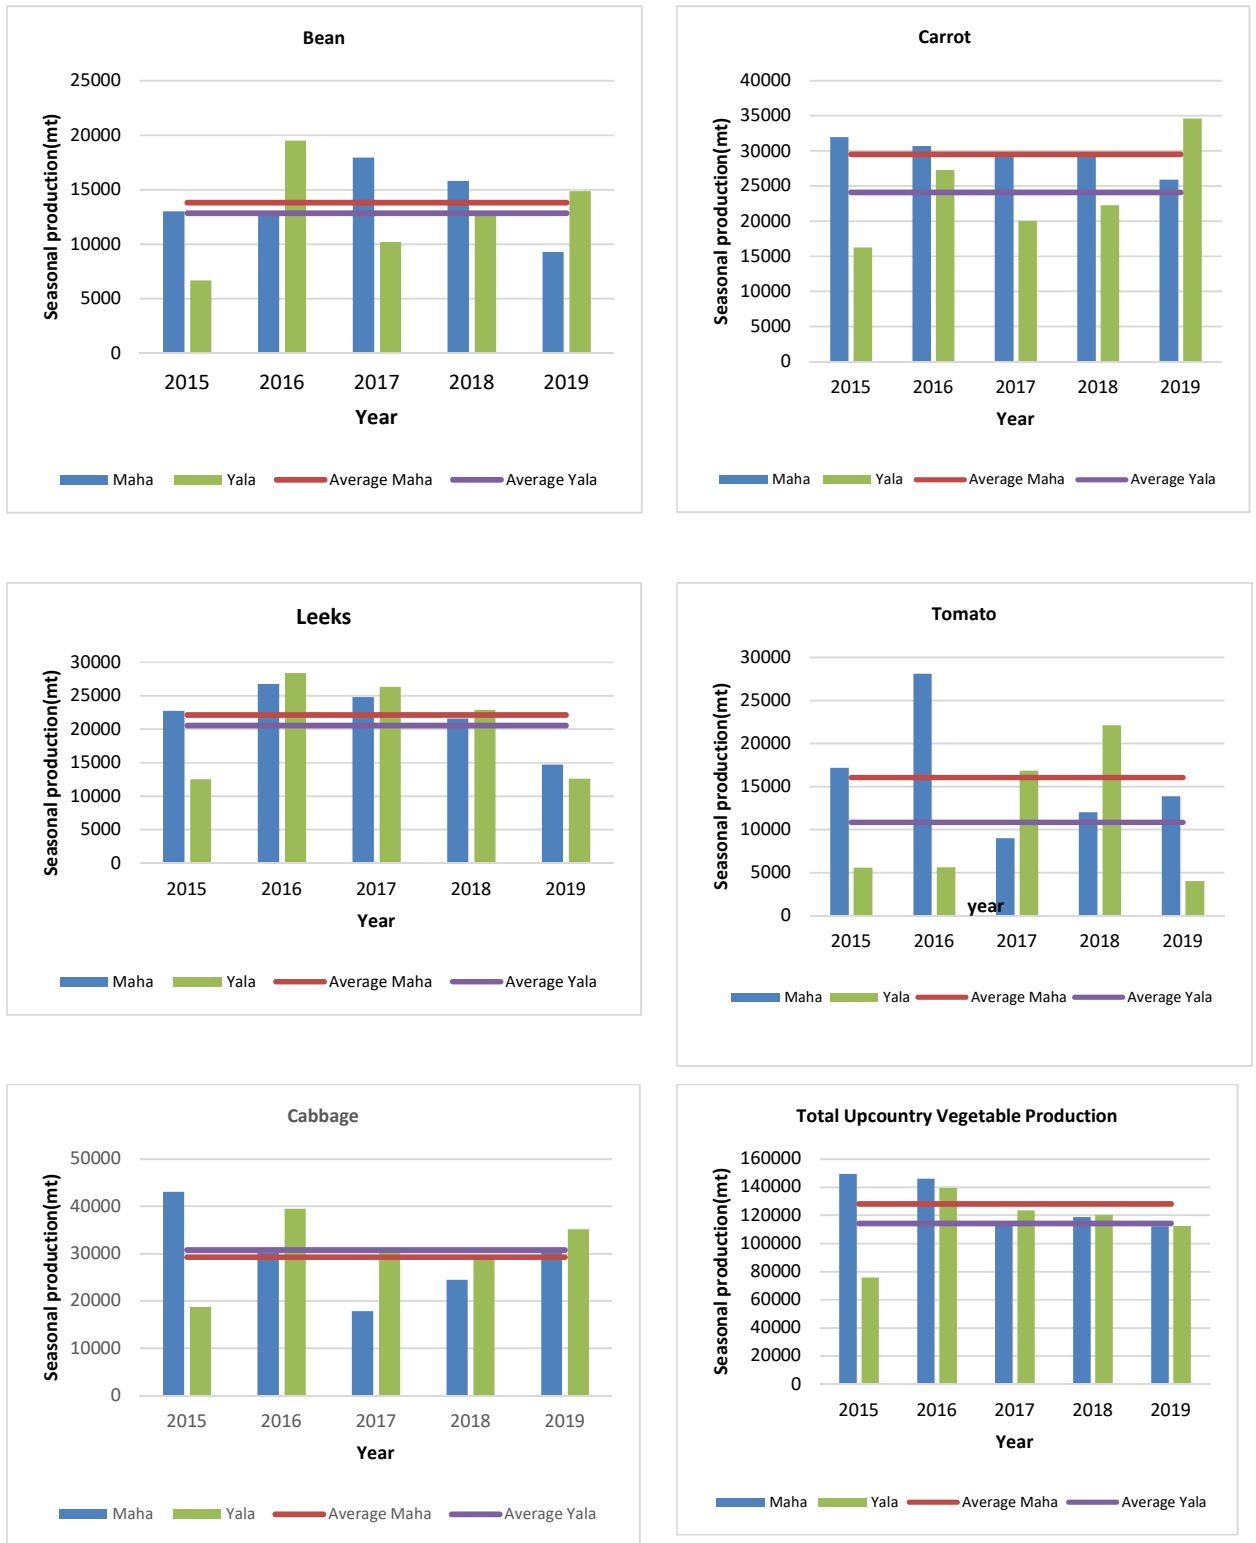 Bean
Seasonal production(mt)
25000
20000
15000
10000
5000
0
2015 2016 2017 2018 2019
Year
Maha Yala Average Maha Average Yala
Carrot
Seasonal production(mt)
40000
35000
30000
25000
20000
15000
10000
5000
0
2015 2016 2017 2018 2019
Year
Maha Yala Average Maha Average Yala
Leeks
Seasonal production(mt)
30000
25000
20000
15000
10000
5000
0
2015 2016 2017 2018 2019
Year
Maha Yala Average Maha Average Yala
Tomato
Seasonal production(mt)
30000
25000
20000
15000
10000
5000
0
year
2015 2016 2017 2018 2019
Maha Yala Average Maha Average Yala
Cabbage
Seasonal production(mt)
50000
40000
30000
20000
10000
0
2015 2016 2017 2018 2019
Year
Maha Yala Average Maha Average Yala
Total Upcountry Vegetable Production
Seasonal production(mt)
160000
140000
120000
100000
80000
60000
40000
20000
0
2015 2016 2017 2018 2019
Year
Maha Yala Average Maha Average Yala